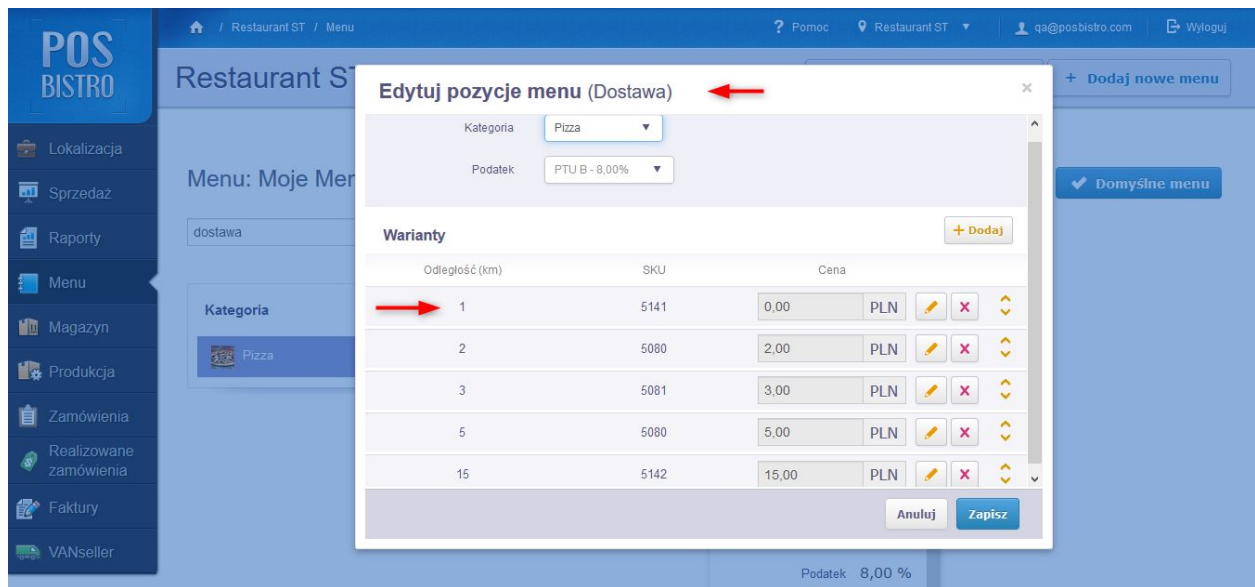 POS
BISTRO
/ Restaurant ST / Menu
? Pomoc
Restaurant ST
qa@posbistro.com
Wyloguj
Restaurant ST
+ Dodaj nowe menu
Lokalizacja
Sprzedaż
Raporty
Menu
Magazyn
Produkcja
Zamówienia
Realizowane
zamówienia
Faktury
VANseller
Menu: Moje Men
Domyślne menu
dostawa
Kategoria
Pizza
Edytuj pozycje menu (Dostawa)
Kategoria Pizza
Podatek PTU B - 8,00%
Warianty
+ Dodaj
Odległość (km) SKU Cena
1 5141 0,00 PLN
2 5080 2,00 PLN
3 5081 3,00 PLN
5 5080 5,00 PLN
15 5142 15,00 PLN
Anuluj Zapisz
Podatek 8,00 %